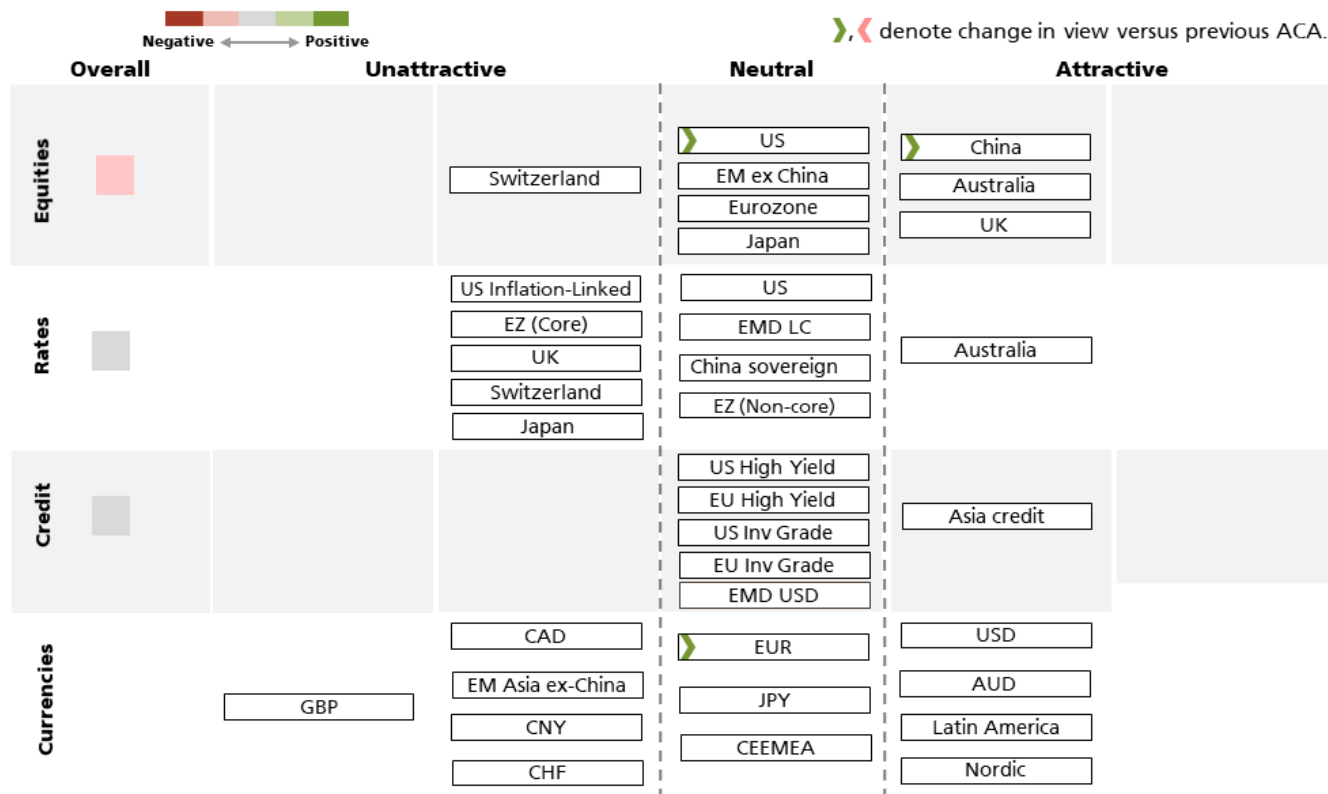 Negative Positive
, denote change in view versus previous ACA.
Overall Unattractive Neutral Attractive
Equities
Switzerland
US
EM ex China
Eurozone
Japan
China
Australia
UK
Rates
US Inflation-Linked
EZ (Core)
UK
Switzerland
Japan
US
EMD LC
China sovereign
EZ (Non-core)
Australia
Credit
US High Yield
EU High Yield
US Inv Grade
EU Inv Grade
EMD USD
Asia credit
Currencies
GBP
CAD
EM Asia ex-China
CNY
CHF
EUR
JPY
CEEMEA
USD
AUD
Latin America
Nordic